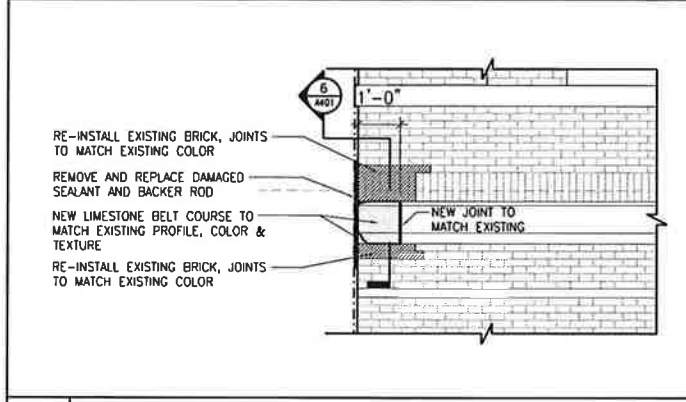 6
A401
1'-0"
RE-INSTALL EXISTING BRICK, JOINTS
TO MATCH EXISTING COLOR
REMOVE AND REPLACE DAMAGED
SEALANT AND BACKER ROD
NEW LIMESTONE BELT COURSE TO
MATCH EXISTING PROFILE, COLOR &
TEXTURE
NEW JOINT TO
MATCH EXISTING
RE-INSTALL EXISTING BRICK, JOINTS
TO MATCH EXISTING COLOR